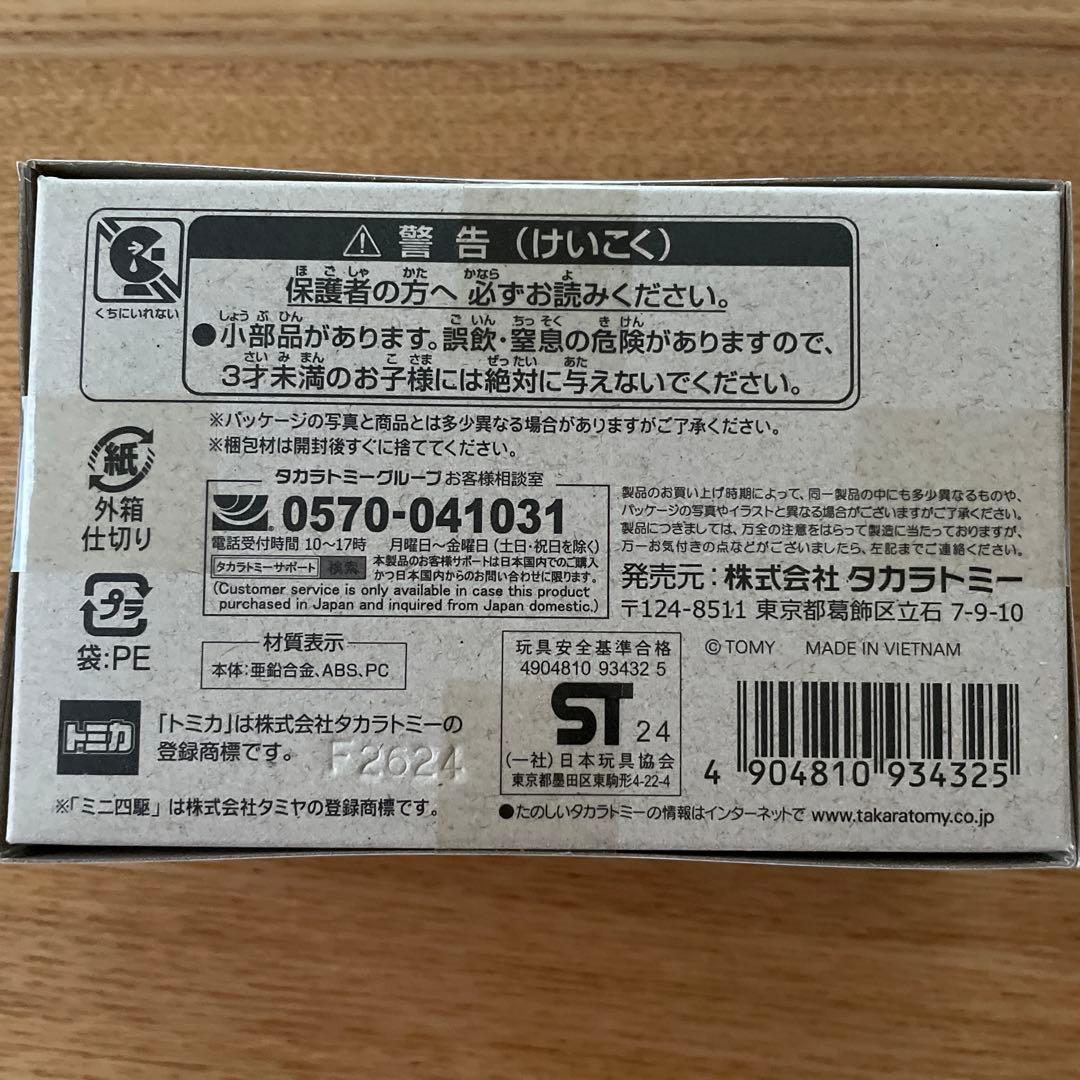 ⚠警告(けいこく)
くちにいれない
保護者の方へ 必ずお読みください。
ほごしゃ かた かなら よ
●小部品があります。誤飲・窒息の危険がありますので、
しょうぶひん ごいん ちっそく きけん
3才未満のお子様には絶対に与えないでください。
さいみまん こさま ぜったい あた
※パッケージの写真と商品とは多少異なる場合がありますがご了承ください。
※梱包材は開封後すぐに捨ててください。
紙
外箱
仕切り
プラ
袋:PE
タカラトミーグループ お客様相談室
0570-041031
電話受付時間 10〜17時 月曜日〜金曜日(土日・祝日を除く)
タカラトミーサポート 検索
本製品のお客様サポートは日本国内でのご購入
かつ日本国内からのお問い合わせに限ります。
(Customer service is only available in case this product
purchased in Japan and inquired from Japan domestic.)
製品のお買い上げ時期によって、同一製品の中にも多少異なるものや、
パッケージの写真やイラストと異なる場合がございますがご了承ください。
製品につきましては、万全の注意をはらって製造に当たっておりますが、
万一お気付きの点などがございましたら、左記までご連絡ください。
発売元:株式会社 タカラトミー
〒124-8511 東京都葛飾区立石 7-9-10
材質表示
本体:亜鉛合金、ABS、PC
玩具安全基準合格
4904810 93432 5
ST 24
(一社)日本玩具協会
東京都墨田区東駒形4-22-4
© TOMY MADE IN VIETNAM
4 904810 934325
トミカ
「トミカ」は株式会社タカラトミーの
登録商標です。
F2624
※「ミニ四駆」は株式会社タミヤの登録商標です。
●たのしいタカラトミーの情報はインターネットで www.takaratomy.co.jp